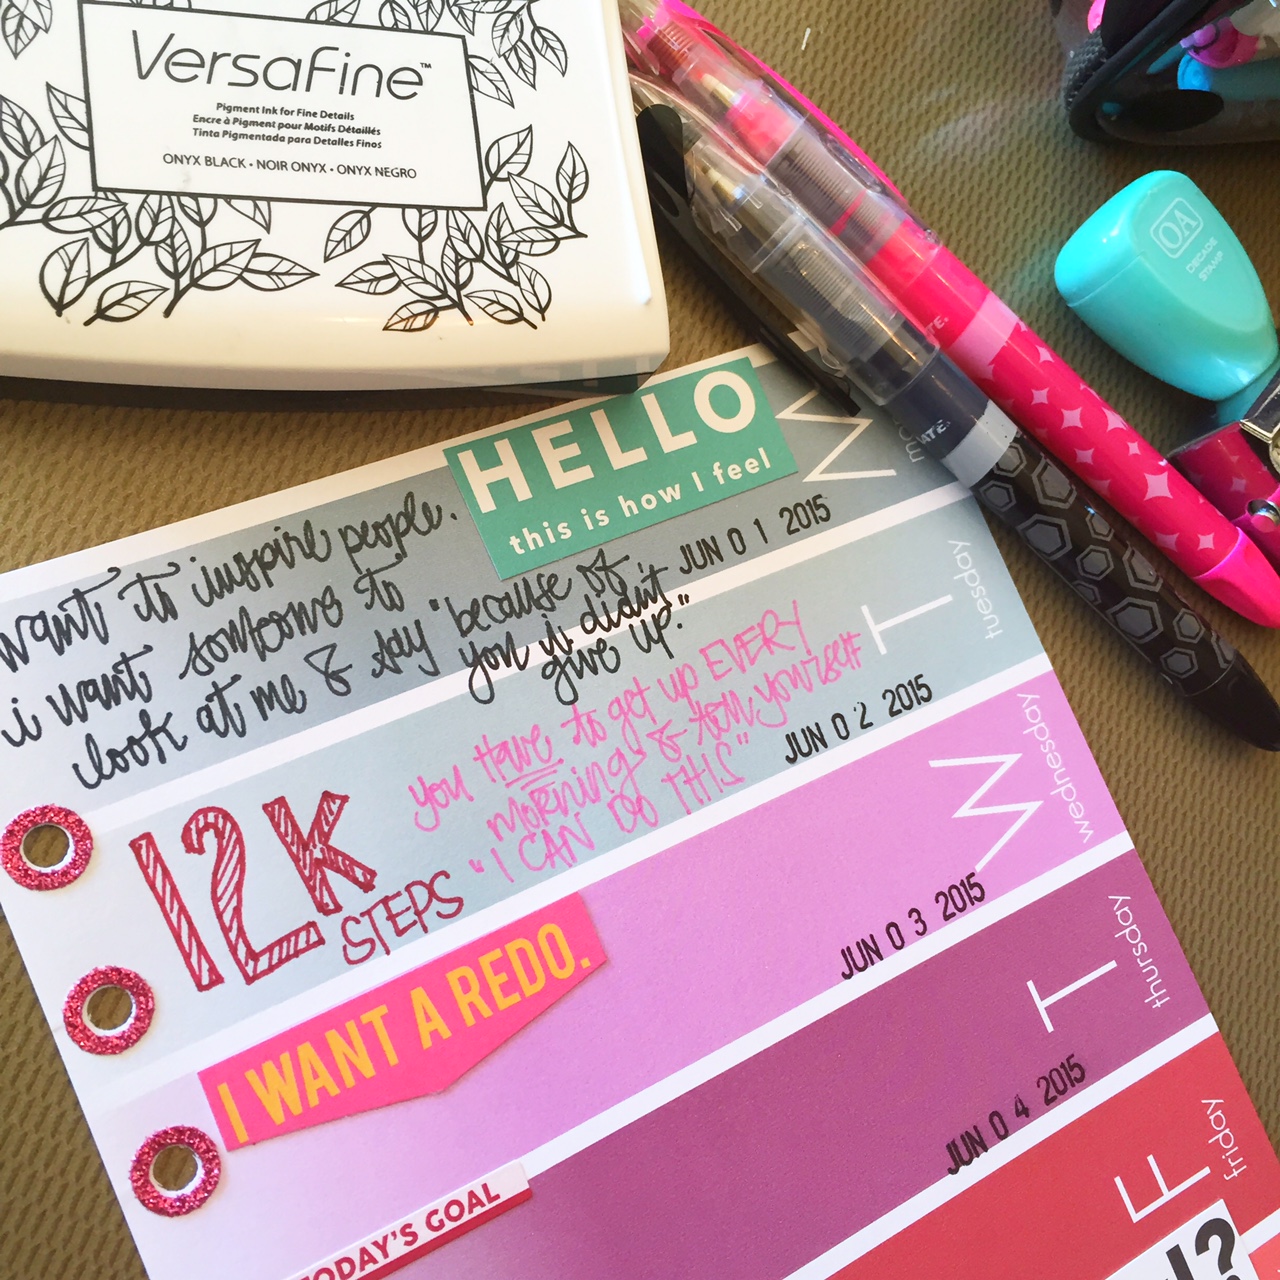 VersaFine™
Pigment Ink for Fine Details
Encre à Pigment pour Motifs Détaillés
Tinta Pigmentada para Detalles Finos
ONYX BLACK • NOIR ONYX • ONYX NEGRO
OA
DECADE
STAMP
HELLO
this is how I feel
M
JUN 0 1 2015
want to inspire people.
i want someone to
look at me & say "because of
you i didn't
give up."
T
tuesday
JUN 0 2 2015
12K
STEPS
you HAVE to get up EVERY
MORNING & tell yourself
"I CAN DO THIS"
W
wednesday
JUN 0 3 2015
I WANT A REDO.
T
thursday
JUN 0 4 2015
TODAY'S GOAL
F
friday